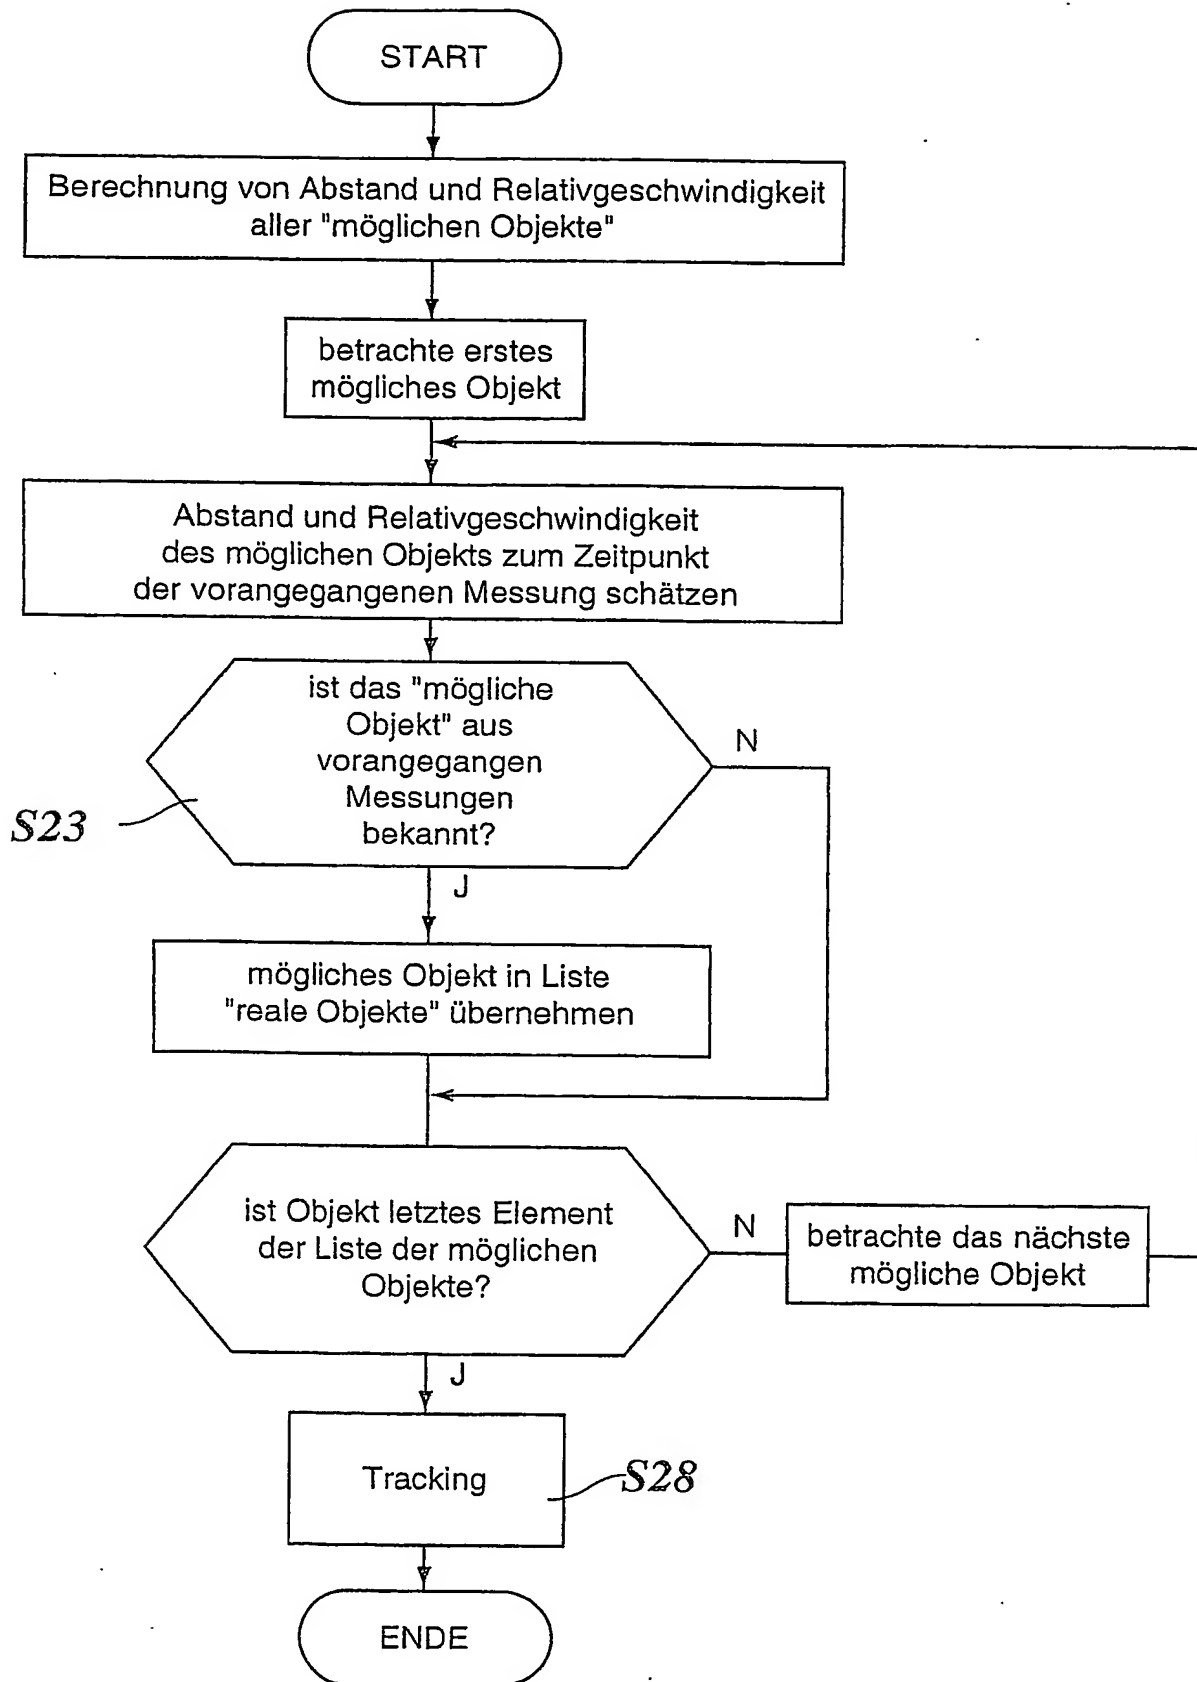 START
Berechnung von Abstand und Relativgeschwindigkeit
aller "möglichen Objekte"
betrachte erstes
mögliches Objekt
Abstand und Relativgeschwindigkeit
des möglichen Objekts zum Zeitpunkt
der vorangegangenen Messung schätzen
ist das "mögliche
Objekt" aus
vorangegangen
Messungen
bekannt?
N
S23
J
mögliches Objekt in Liste
"reale Objekte" übernehmen
ist Objekt letztes Element
der Liste der möglichen
Objekte?
N
betrachte das nächste
mögliche Objekt
J
Tracking
S28
ENDE